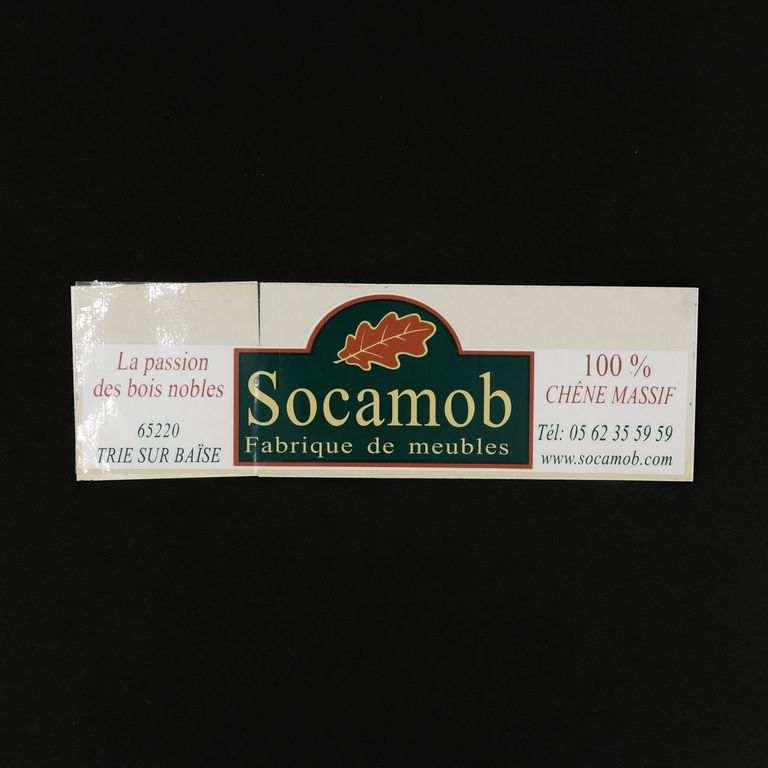 La passion
des bois nobles
65220
TRIE SUR BAÏSE
Socamob
Fabrique de meubles
100 %
CHÊNE MASSIF
Tél: 05 62 35 59 59
www.socamob.com